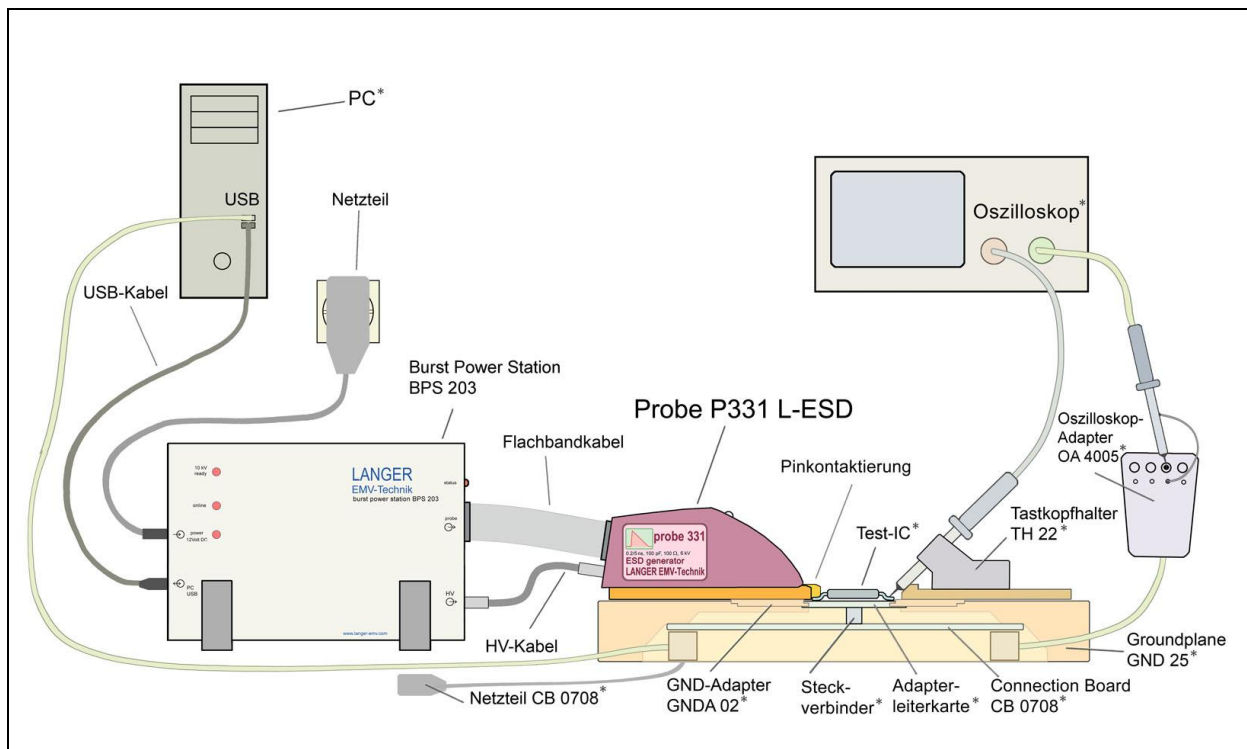 PC*
USB
Netzteil
USB-Kabel
Burst Power Station
BPS 203
10 kV
ready
online
power
12Volt DC
PC
USB
LANGER
EMV-Technik
burst power station BPS 203
status
probe
HV
www.langer-emv.com
Flachbandkabel
HV-Kabel
Probe P331 L-ESD
probe 331
ESD generator
LANGER EMV-Technik
Pinkontaktierung
Test-IC*
Oszilloskop*
Oszilloskop-
Adapter
OA 4005*
Tastkopfhalter
TH 22*
Groundplane
GND 25*
Netzteil CB 0708*
GND-Adapter
GNDA 02*
Steck-
verbinder*
Adapter-
leiterkarte*
Connection Board
CB 0708*